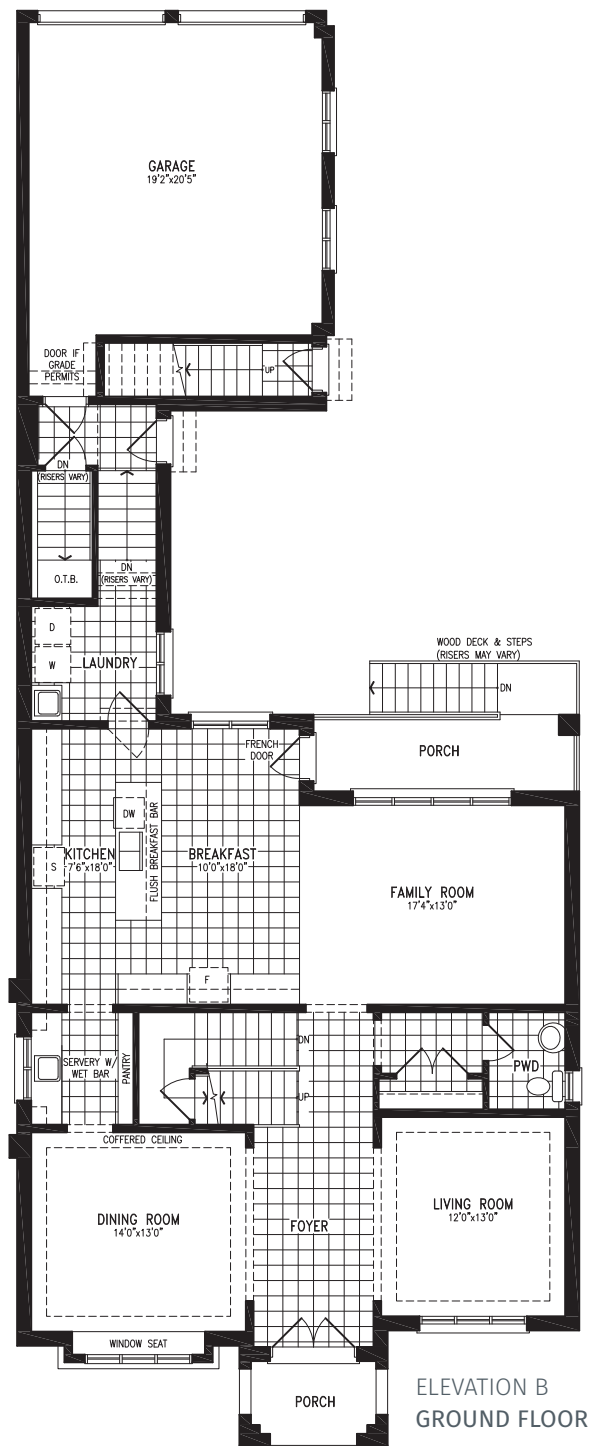 GARAGE
19'2"x20'5"
DOOR IF
GRADE
PERMITS
UP
DN
(RISERS VARY)
O.T.B.
DN
(RISERS VARY)
D
W
LAUNDRY
WOOD DECK & STEPS
(RISERS MAY VARY)
DN
PORCH
FRENCH
DOOR
DW
FLUSH BREAKFAST BAR
S
KITCHEN
7'6"x18'0"
BREAKFAST
10'0"x18'0"
FAMILY ROOM
17'4"x13'0"
F
SERVERY W/
WET BAR
PANTRY
DN
UP
PWD
COFFERED CEILING
DINING ROOM
14'0"x13'0"
FOYER
LIVING ROOM
12'0"x13'0"
WINDOW SEAT
PORCH
ELEVATION B
GROUND FLOOR